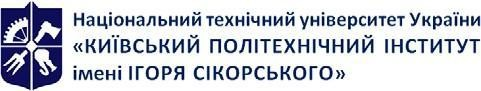 Національний технічний університет України
«КИЇВСЬКИЙ ПОЛІТЕХНІЧНИЙ ІНСТИТУТ
імені ІГОРЯ СІКОРСЬКОГО»